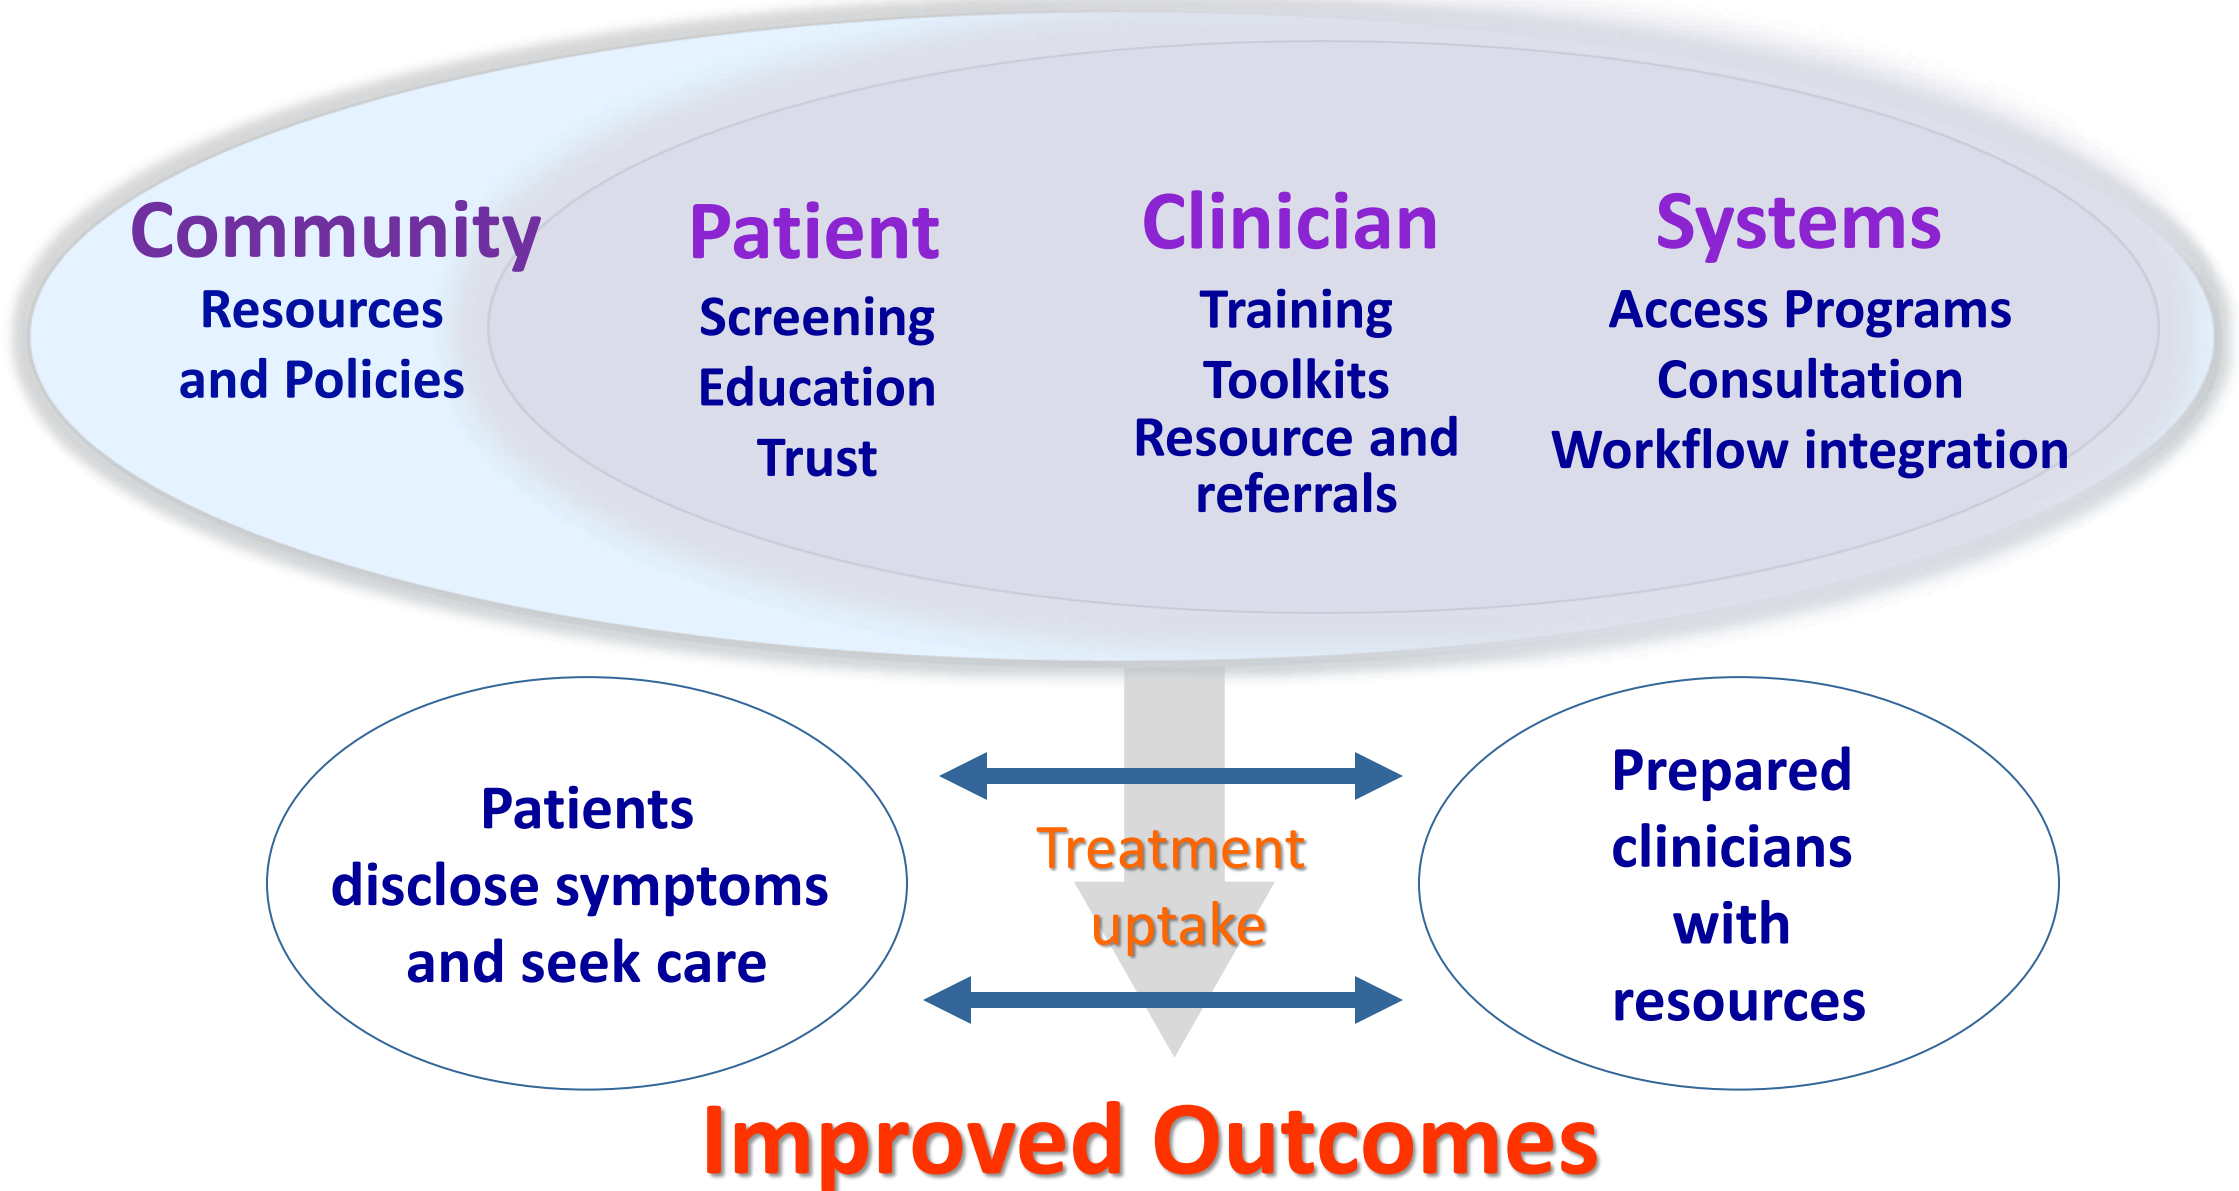 Community
Resources
and Policies
Patient
Screening
Education
Trust
Clinician
Training
Toolkits
Resource and
referrals
Systems
Access Programs
Consultation
Workflow integration
Patients
disclose symptoms
and seek care
Treatment
uptake
Prepared
clinicians
with
resources
Improved Outcomes